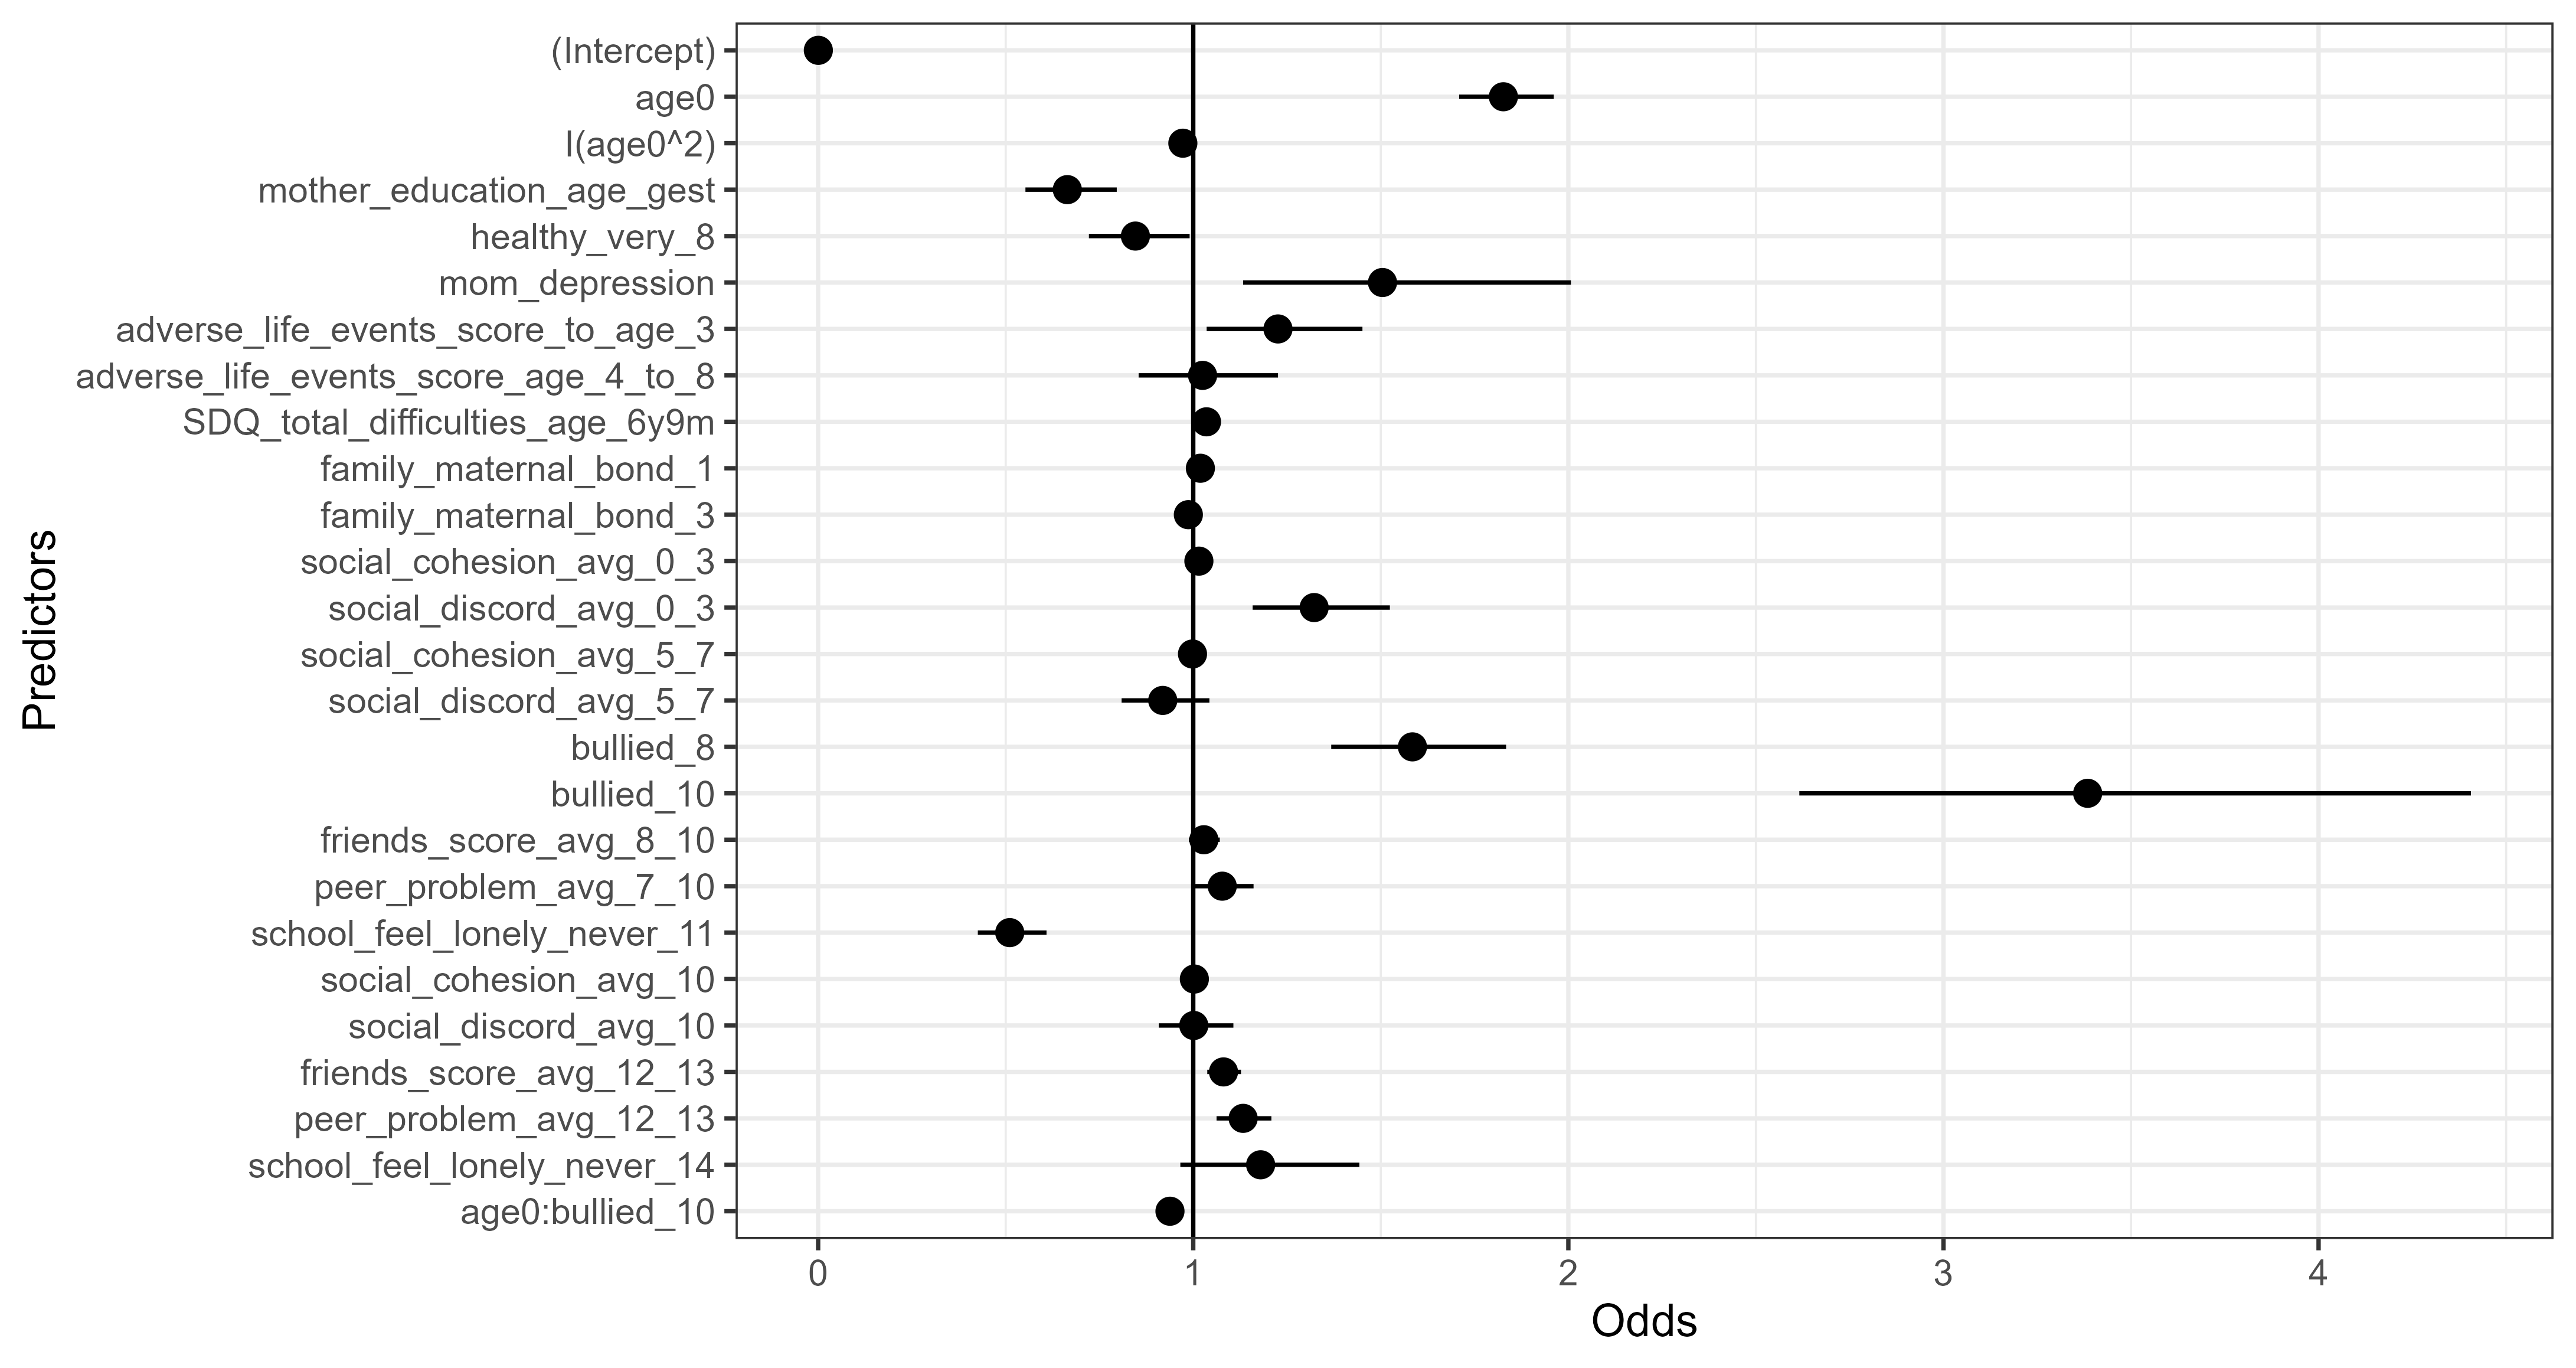 (Intercept)
age0
I(age0^2)
mother_education_age_gest
healthy_very_8
mom_depression
adverse_life_events_score_to_age_3
adverse_life_events_score_age_4_to_8
SDQ_total_difficulties_age_6y9m
family_maternal_bond_1
family_maternal_bond_3
social_cohesion_avg_0_3
social_discord_avg_0_3
social_cohesion_avg_5_7
social_discord_avg_5_7
bullied_8
bullied_10
friends_score_avg_8_10
peer_problem_avg_7_10
school_feel_lonely_never_11
social_cohesion_avg_10
social_discord_avg_10
friends_score_avg_12_13
peer_problem_avg_12_13
school_feel_lonely_never_14
age0:bullied_10
Predictors
0 1 2 3 4
Odds